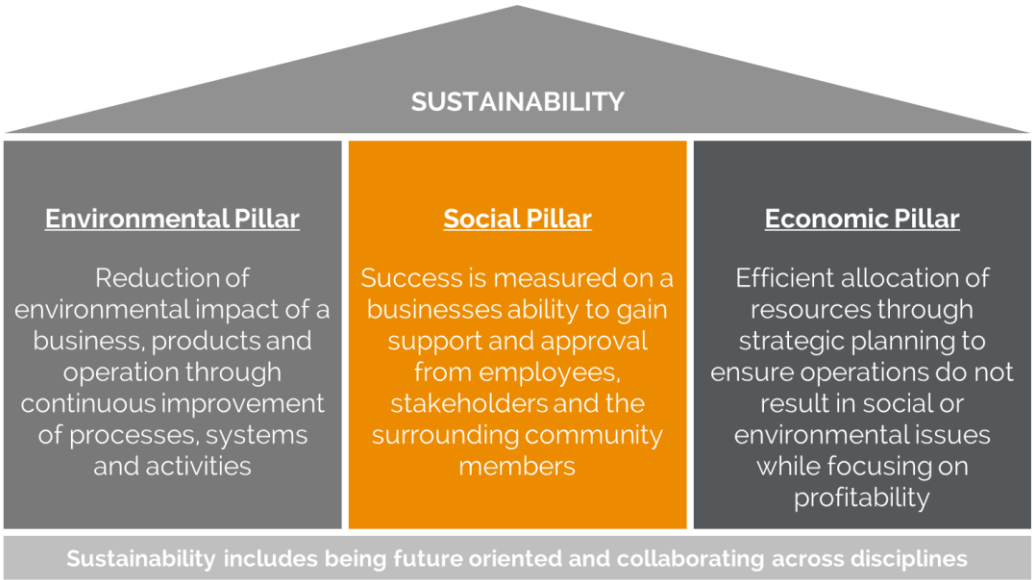 SUSTAINABILITY
Environmental Pillar
Reduction of
environmental impact of a
business, products and
operation through
continuous improvement
of processes, systems
and activities
Social Pillar
Success is measured on a
businesses ability to gain
support and approval
from employees,
stakeholders and the
surrounding community
members
Economic Pillar
Efficient allocation of
resources through
strategic planning to
ensure operations do not
result in social or
environmental issues
while focusing on
profitability
Sustainability includes being future oriented and collaborating across disciplines